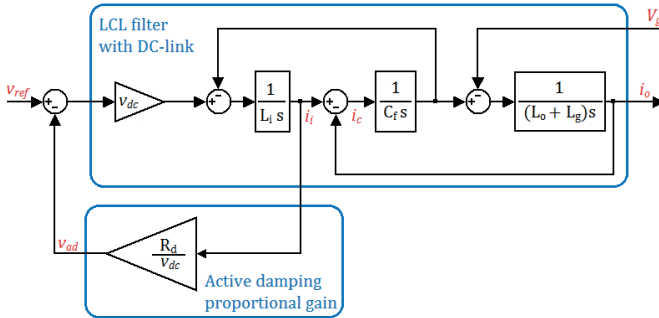 LCL filter
with DC-link
V_g
v_ref
v_dc
1
L_i s
i_i
i_c
1
C_f s
1
(L_o + L_g)s
i_o
v_ad
R_d
v_dc
Active damping
proportional gain